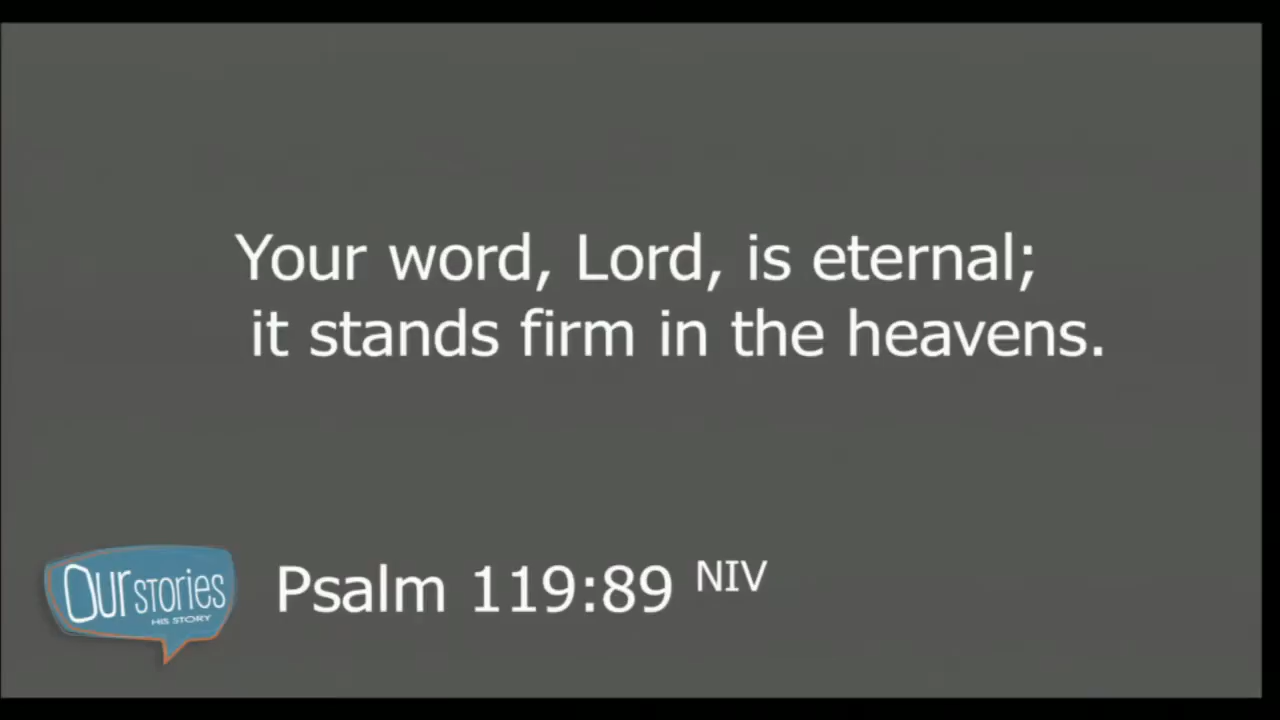 Your word, Lord, is eternal;
it stands firm in the heavens.
Our STORIES
HIS STORY
Psalm 119:89 NIV